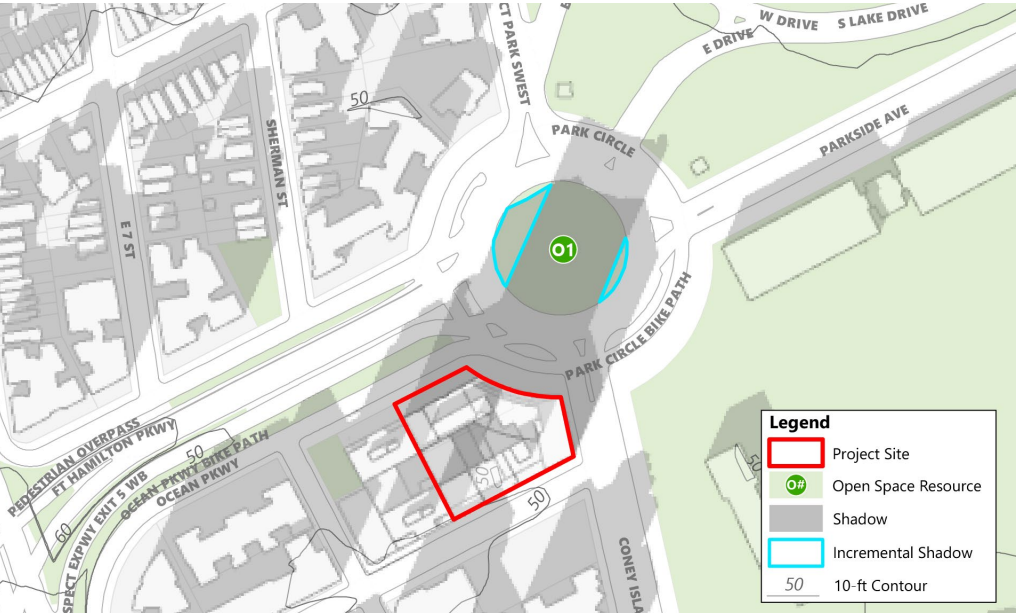 W DRIVE
S LAKE DRIVE
E DRIVE
CT PARK SWEST
50
PARK CIRCLE
PARKSIDE AVE
SHERMAN ST
E 7 ST
O1
PARK CIRCLE BIKE PATH
PEDESTRIAN OVERPASS
FT HAMILTON PKWY
50
OCEAN PKWY BIKE PATH
OCEAN PKWY
60
SPECT EXPWY EXIT 5 WB
50
50
50
CONEY ISLA
Legend
Project Site
O# Open Space Resource
Shadow
Incremental Shadow
50 10-ft Contour